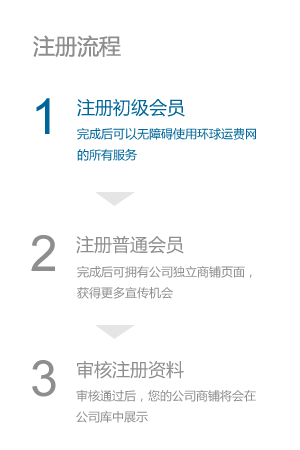 注册流程
1
注册初级会员
完成后可以无障碍使用环球运费网
的所有服务
2
注册普通会员
完成后可拥有公司独立商铺页面，
获得更多宣传机会
3
审核注册资料
审核通过后，您的公司商铺将会在
公司库中展示